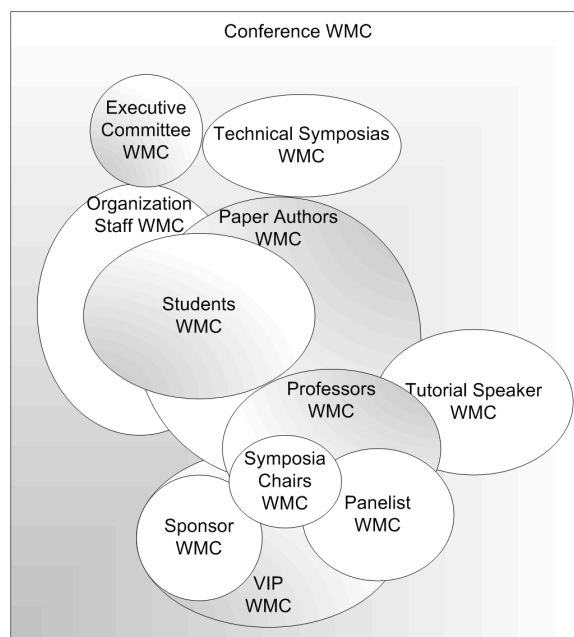 Conference WMC
Executive
Committee
WMC
Technical Symposias
WMC
Organization
Staff WMC
Paper Authors
WMC
Students
WMC
Professors
WMC
Tutorial Speaker
WMC
Symposia
Chairs
WMC
Panelist
WMC
Sponsor
WMC
VIP
WMC